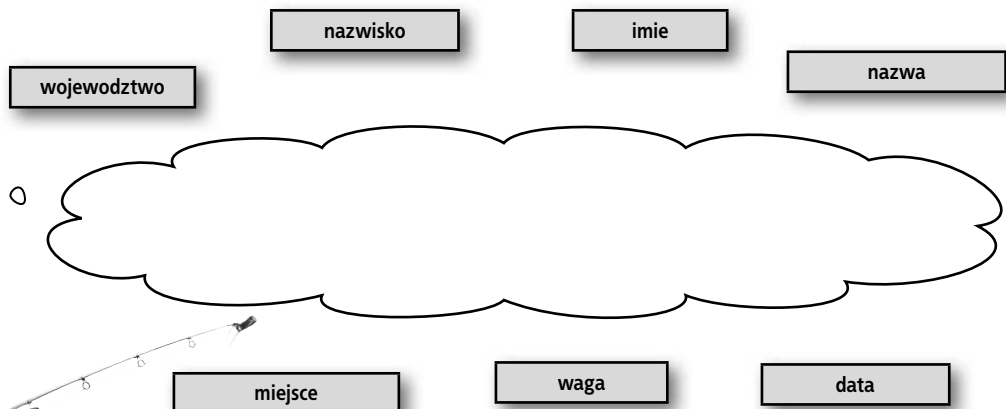 nazwisko
imie
nazwa
wojewodztwo
miejsce
waga
data